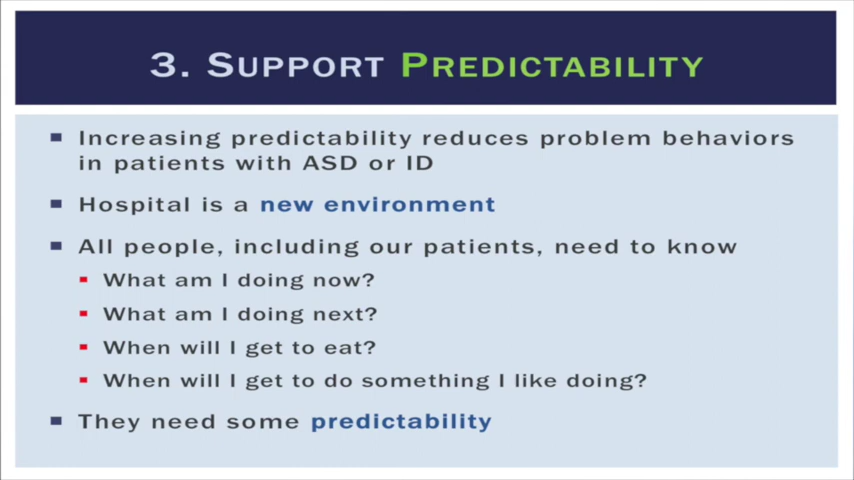 3. Support Predictability
Increasing predictability reduces problem behaviors
in patients with ASD or ID
Hospital is a new environment
All people, including our patients, need to know
What am I doing now?
What am I doing next?
When will I get to eat?
When will I get to do something I like doing?
They need some predictability